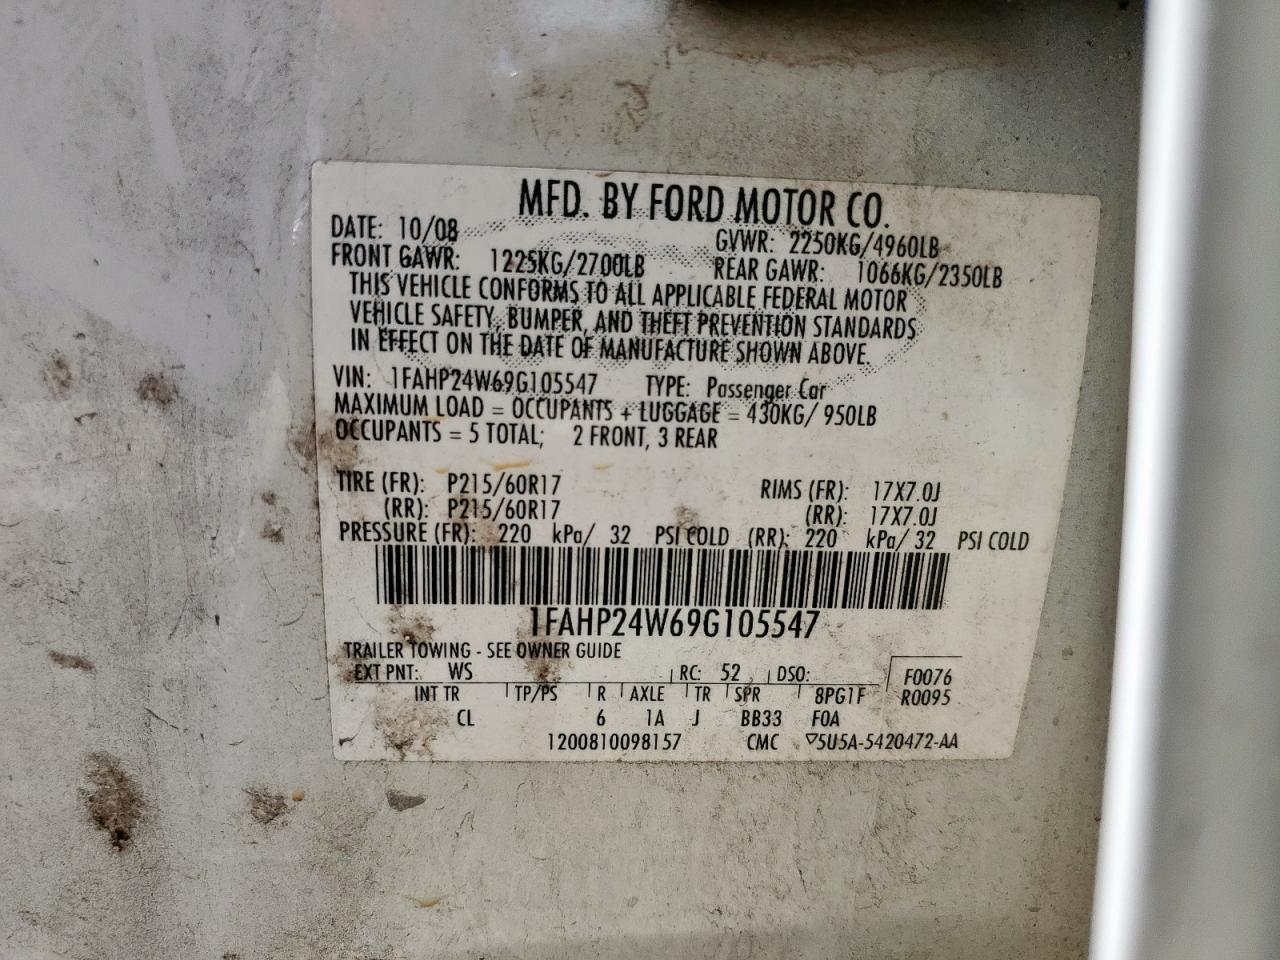 MFD. BY FORD MOTOR CO.
DATE: 10/08 GVWR: 2250KG/4960LB
FRONT GAWR: 1225KG/2700LB REAR GAWR: 1066KG/2350LB
THIS VEHICLE CONFORMS TO ALL APPLICABLE FEDERAL MOTOR
VEHICLE SAFETY, BUMPER, AND THEFT PREVENTION STANDARDS
IN EFFECT ON THE DATE OF MANUFACTURE SHOWN ABOVE.
VIN: 1FAHP24W69G105547 TYPE: Passenger Car
MAXIMUM LOAD = OCCUPANTS + LUGGAGE = 430KG/ 950LB
OCCUPANTS = 5 TOTAL; 2 FRONT, 3 REAR
TIRE (FR): P215/60R17 RIMS (FR): 17X7.0J
(RR): P215/60R17 (RR): 17X7.0J
PRESSURE (FR): 220 kPa/ 32 PSI COLD (RR): 220 kPa/ 32 PSI COLD
1FAHP24W69G105547
TRAILER TOWING - SEE OWNER GUIDE
EXT PNT: WS RC: 52 DSO: F0076
INT TR TP/PS R AXLE TR SPR 8PG1F R0095
CL 6 1A J BB33 F0A
1200810098157 CMC ▽5U5A-5420472-AA